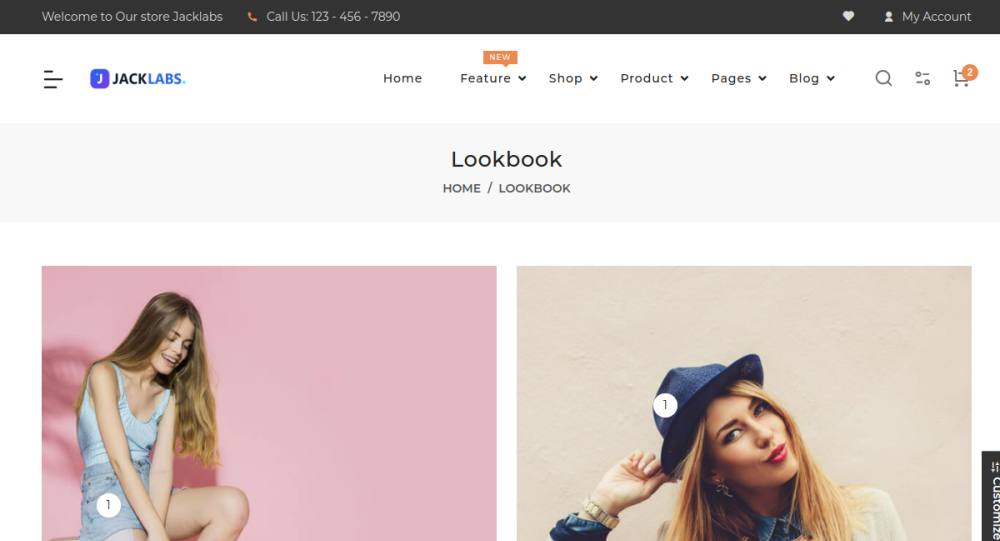 Welcome to Our store Jacklabs
Call Us: 123 - 456 - 7890
My Account
NEW
J JACKLABS.
Home
Feature
Shop
Product
Pages
Blog
2
Lookbook
HOME / LOOKBOOK
1
1
Customize